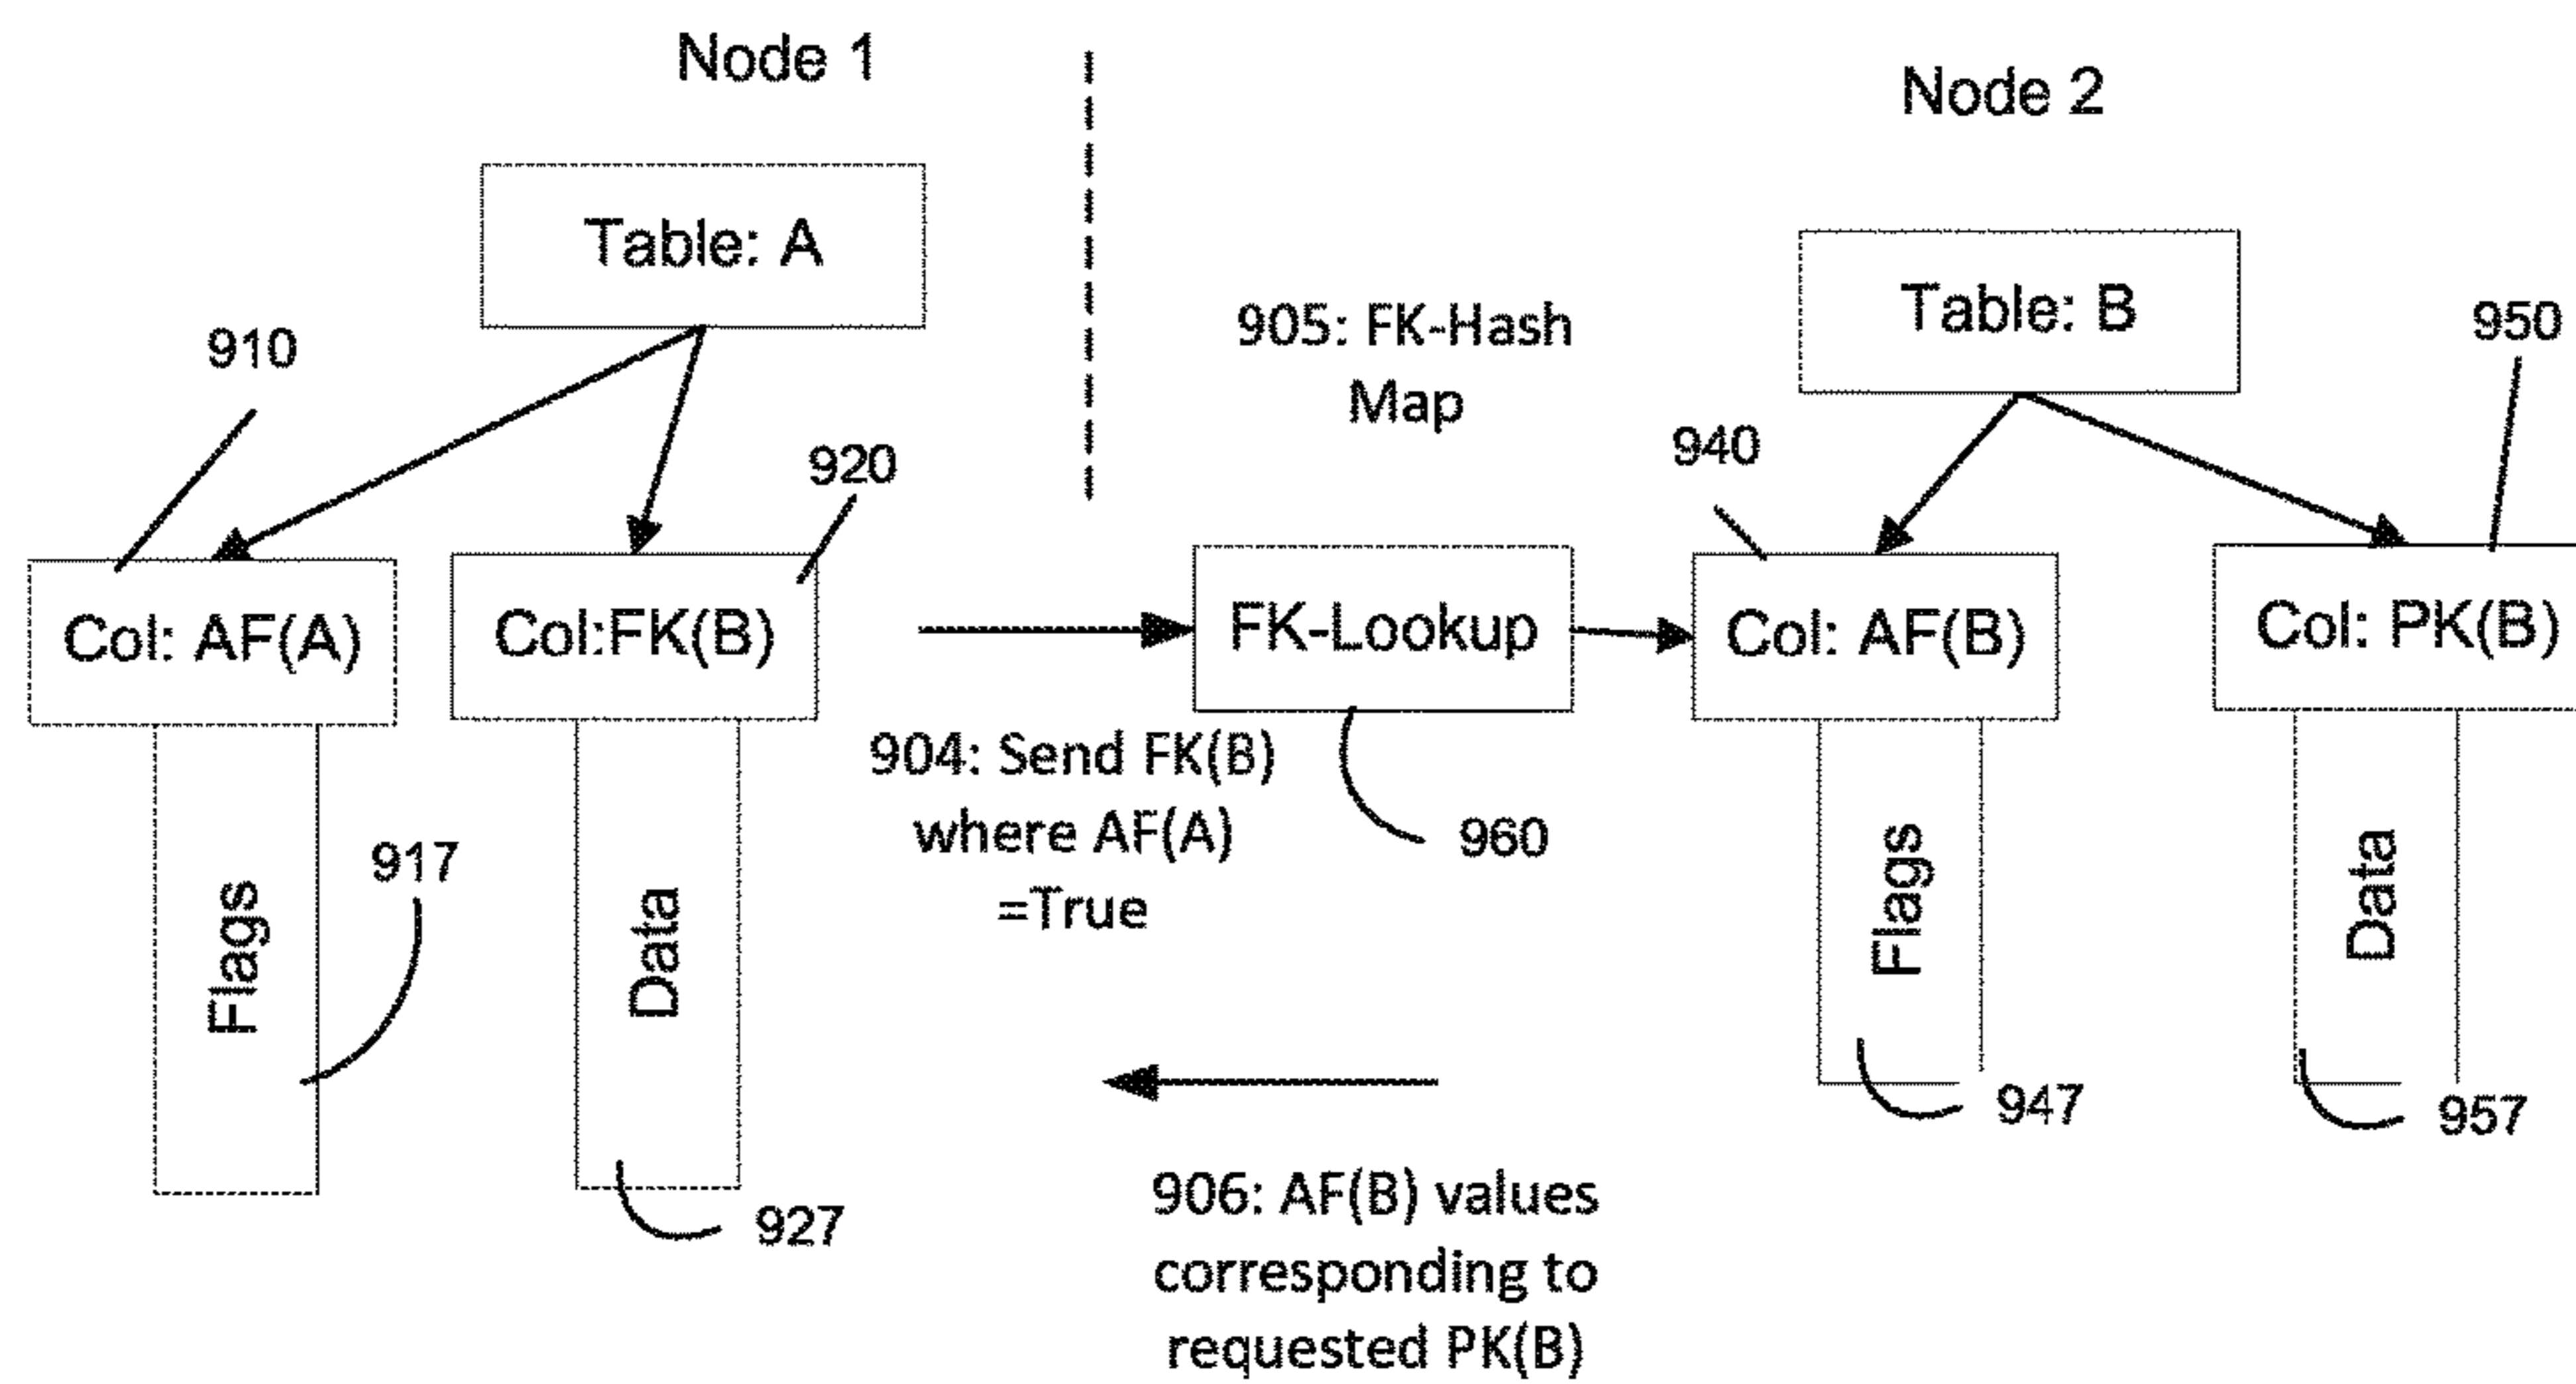 Node 1
Node 2
Table: A
Table: B
905: FK-Hash
Map
910
920
940
950
Col: AF(A)
Col:FK(B)
FK-Lookup
Col: AF(B)
Col: PK(B)
904: Send FK(B)
where AF(A)
=True
960
917
Flags
Data
Flags
Data
947
957
927
906: AF(B) values
corresponding to
requested PK(B)